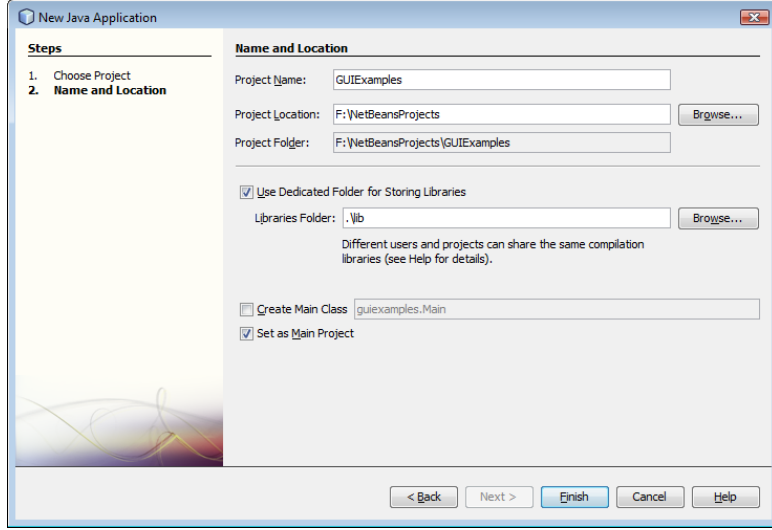 New Java Application
Steps
1. Choose Project
2. Name and Location
Name and Location
Project Name: GUIExamples
Project Location: F:\NetBeansProjects Browse...
Project Folder: F:\NetBeansProjects\GUIExamples
Use Dedicated Folder for Storing Libraries
Libraries Folder: .\lib Browse...
Different users and projects can share the same compilation
libraries (see Help for details).
Create Main Class guiexamples.Main
Set as Main Project
< Back Next > Finish Cancel Help